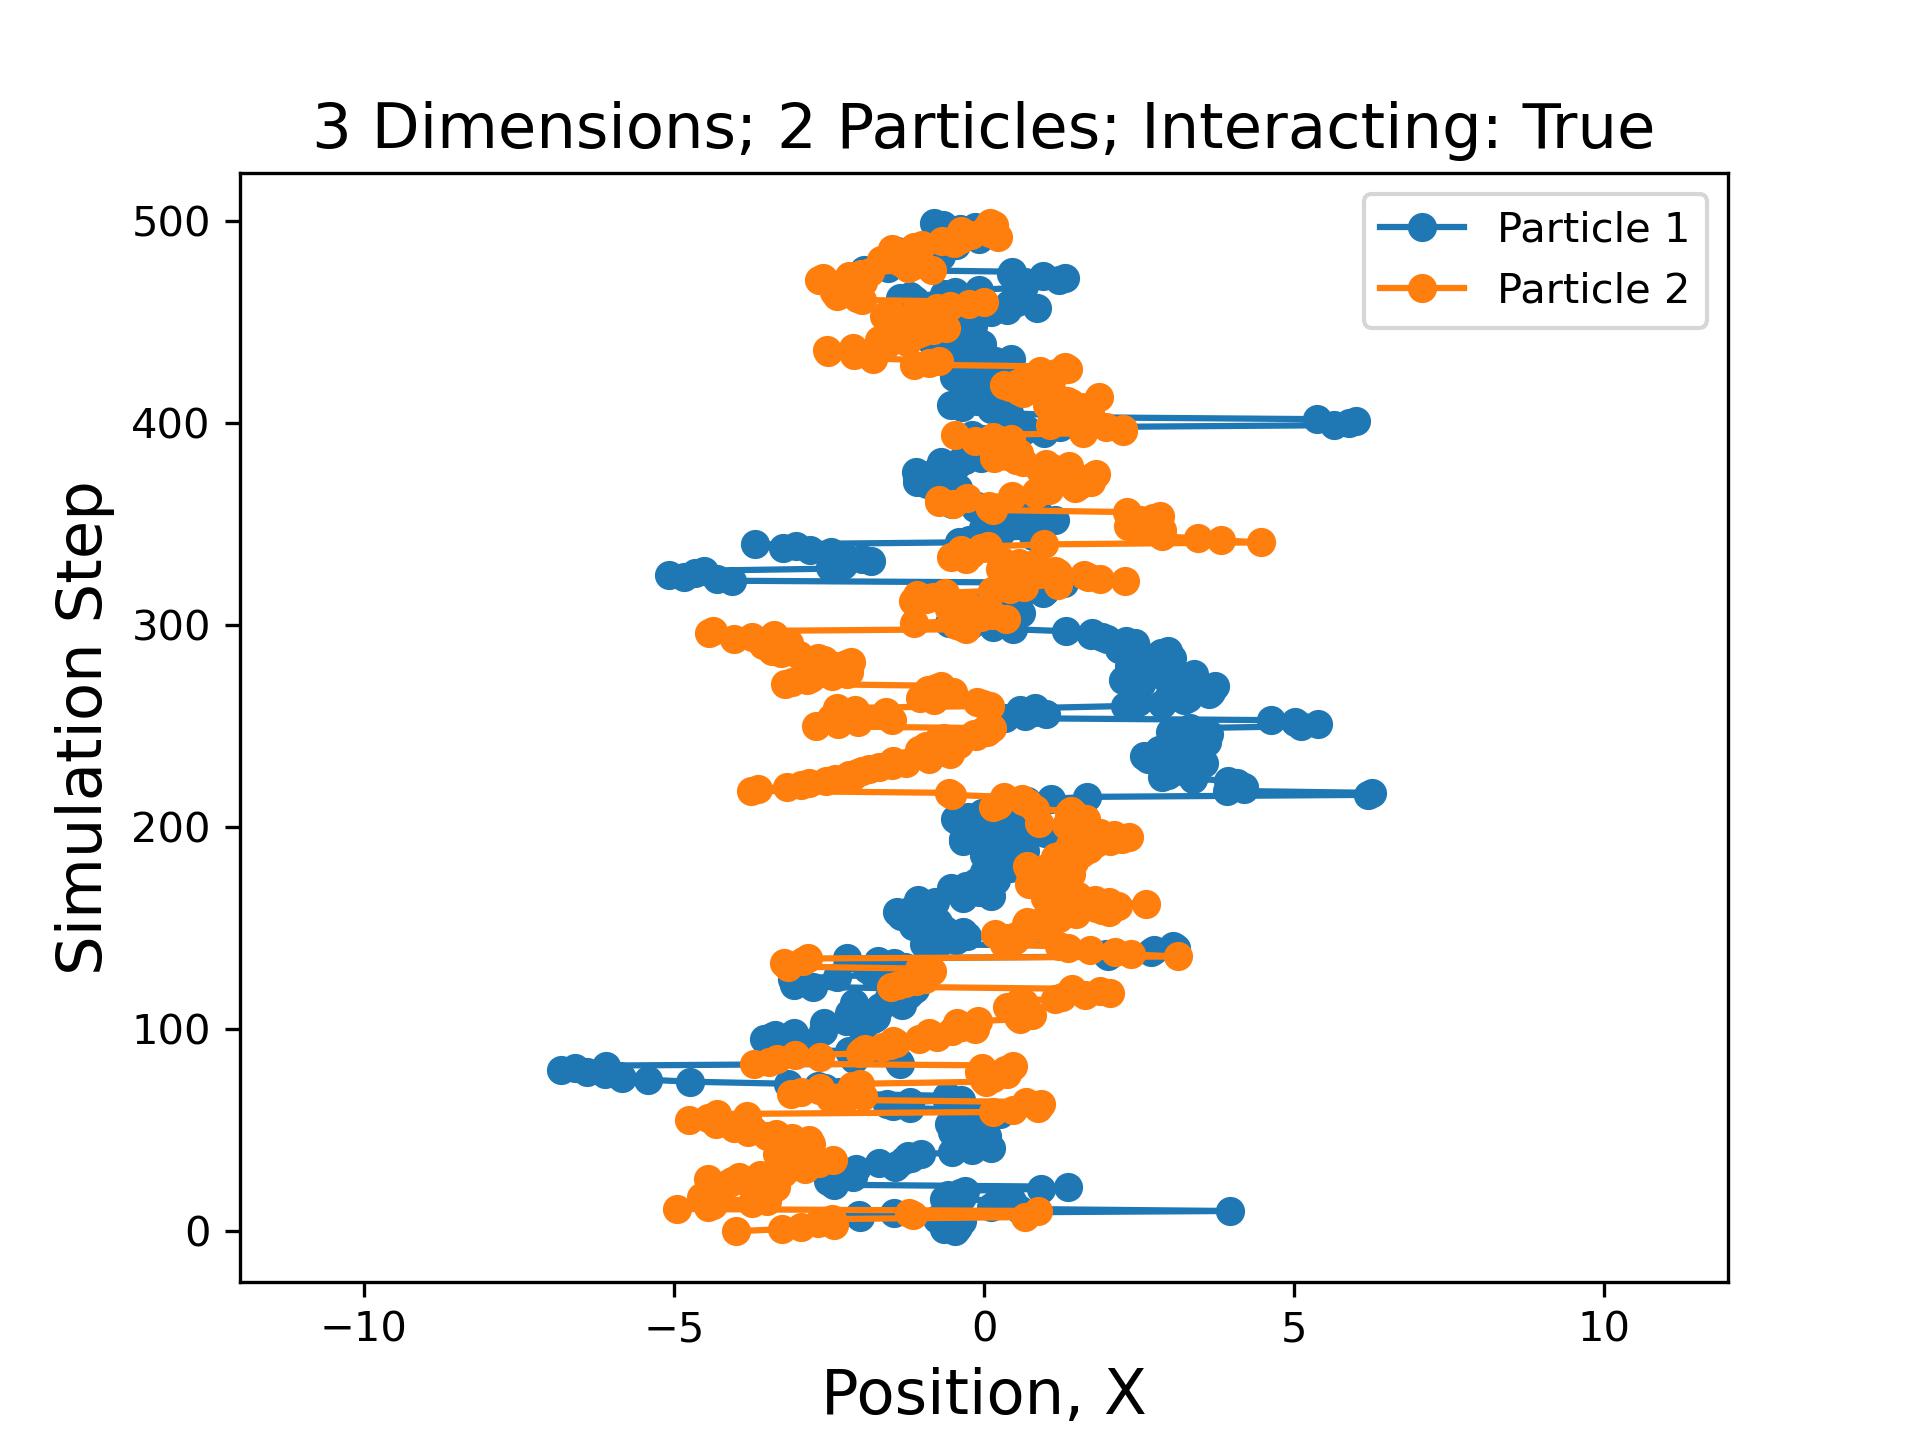 3 Dimensions; 2 Particles; Interacting: True
Particle 1
Particle 2
Simulation Step
500
400
300
200
100
0
−10
−5
0
5
10
Position, X